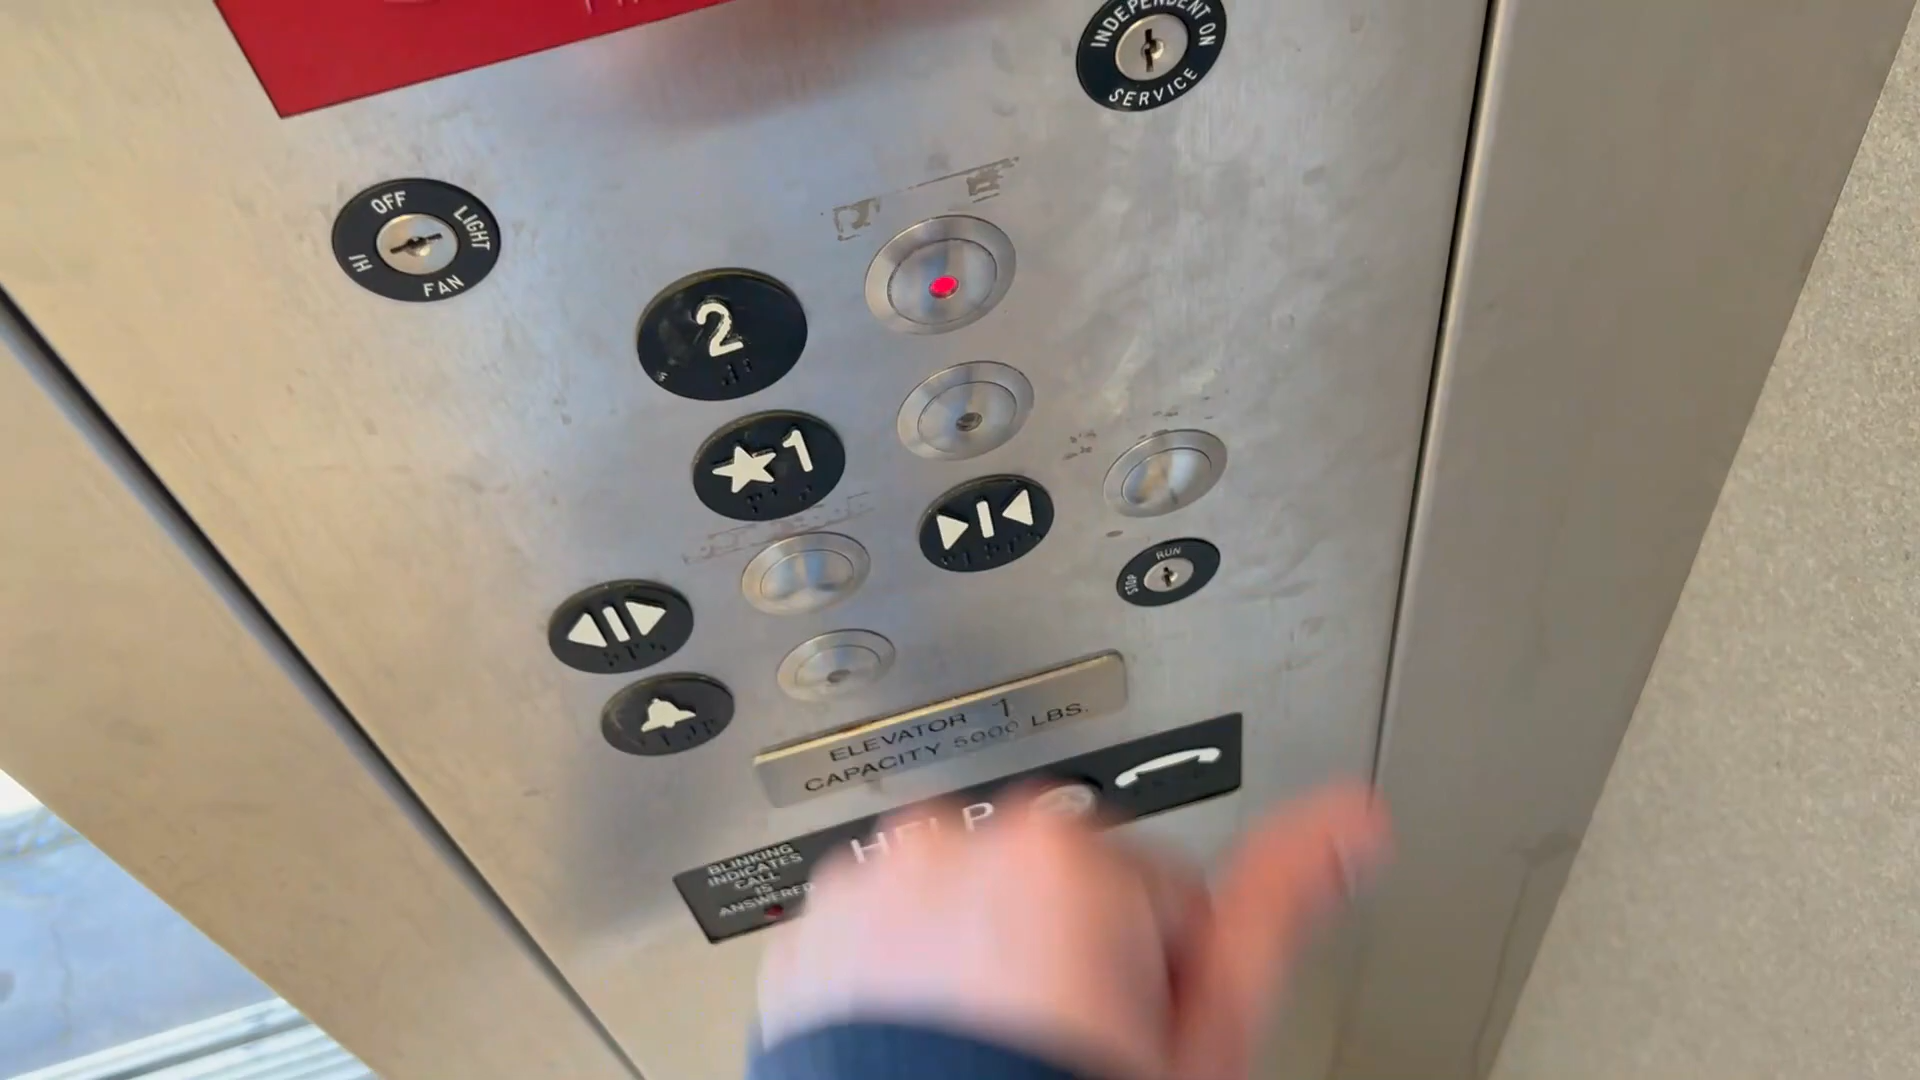 INDEPENDENT ON
SERVICE
OFF
LIGHT
HI
FAN
2
★1
RUN
STOP
ELEVATOR 1
CAPACITY 5000 LBS.
HELP
BLINKING
INDICATES
CALL
IS
ANSWERED